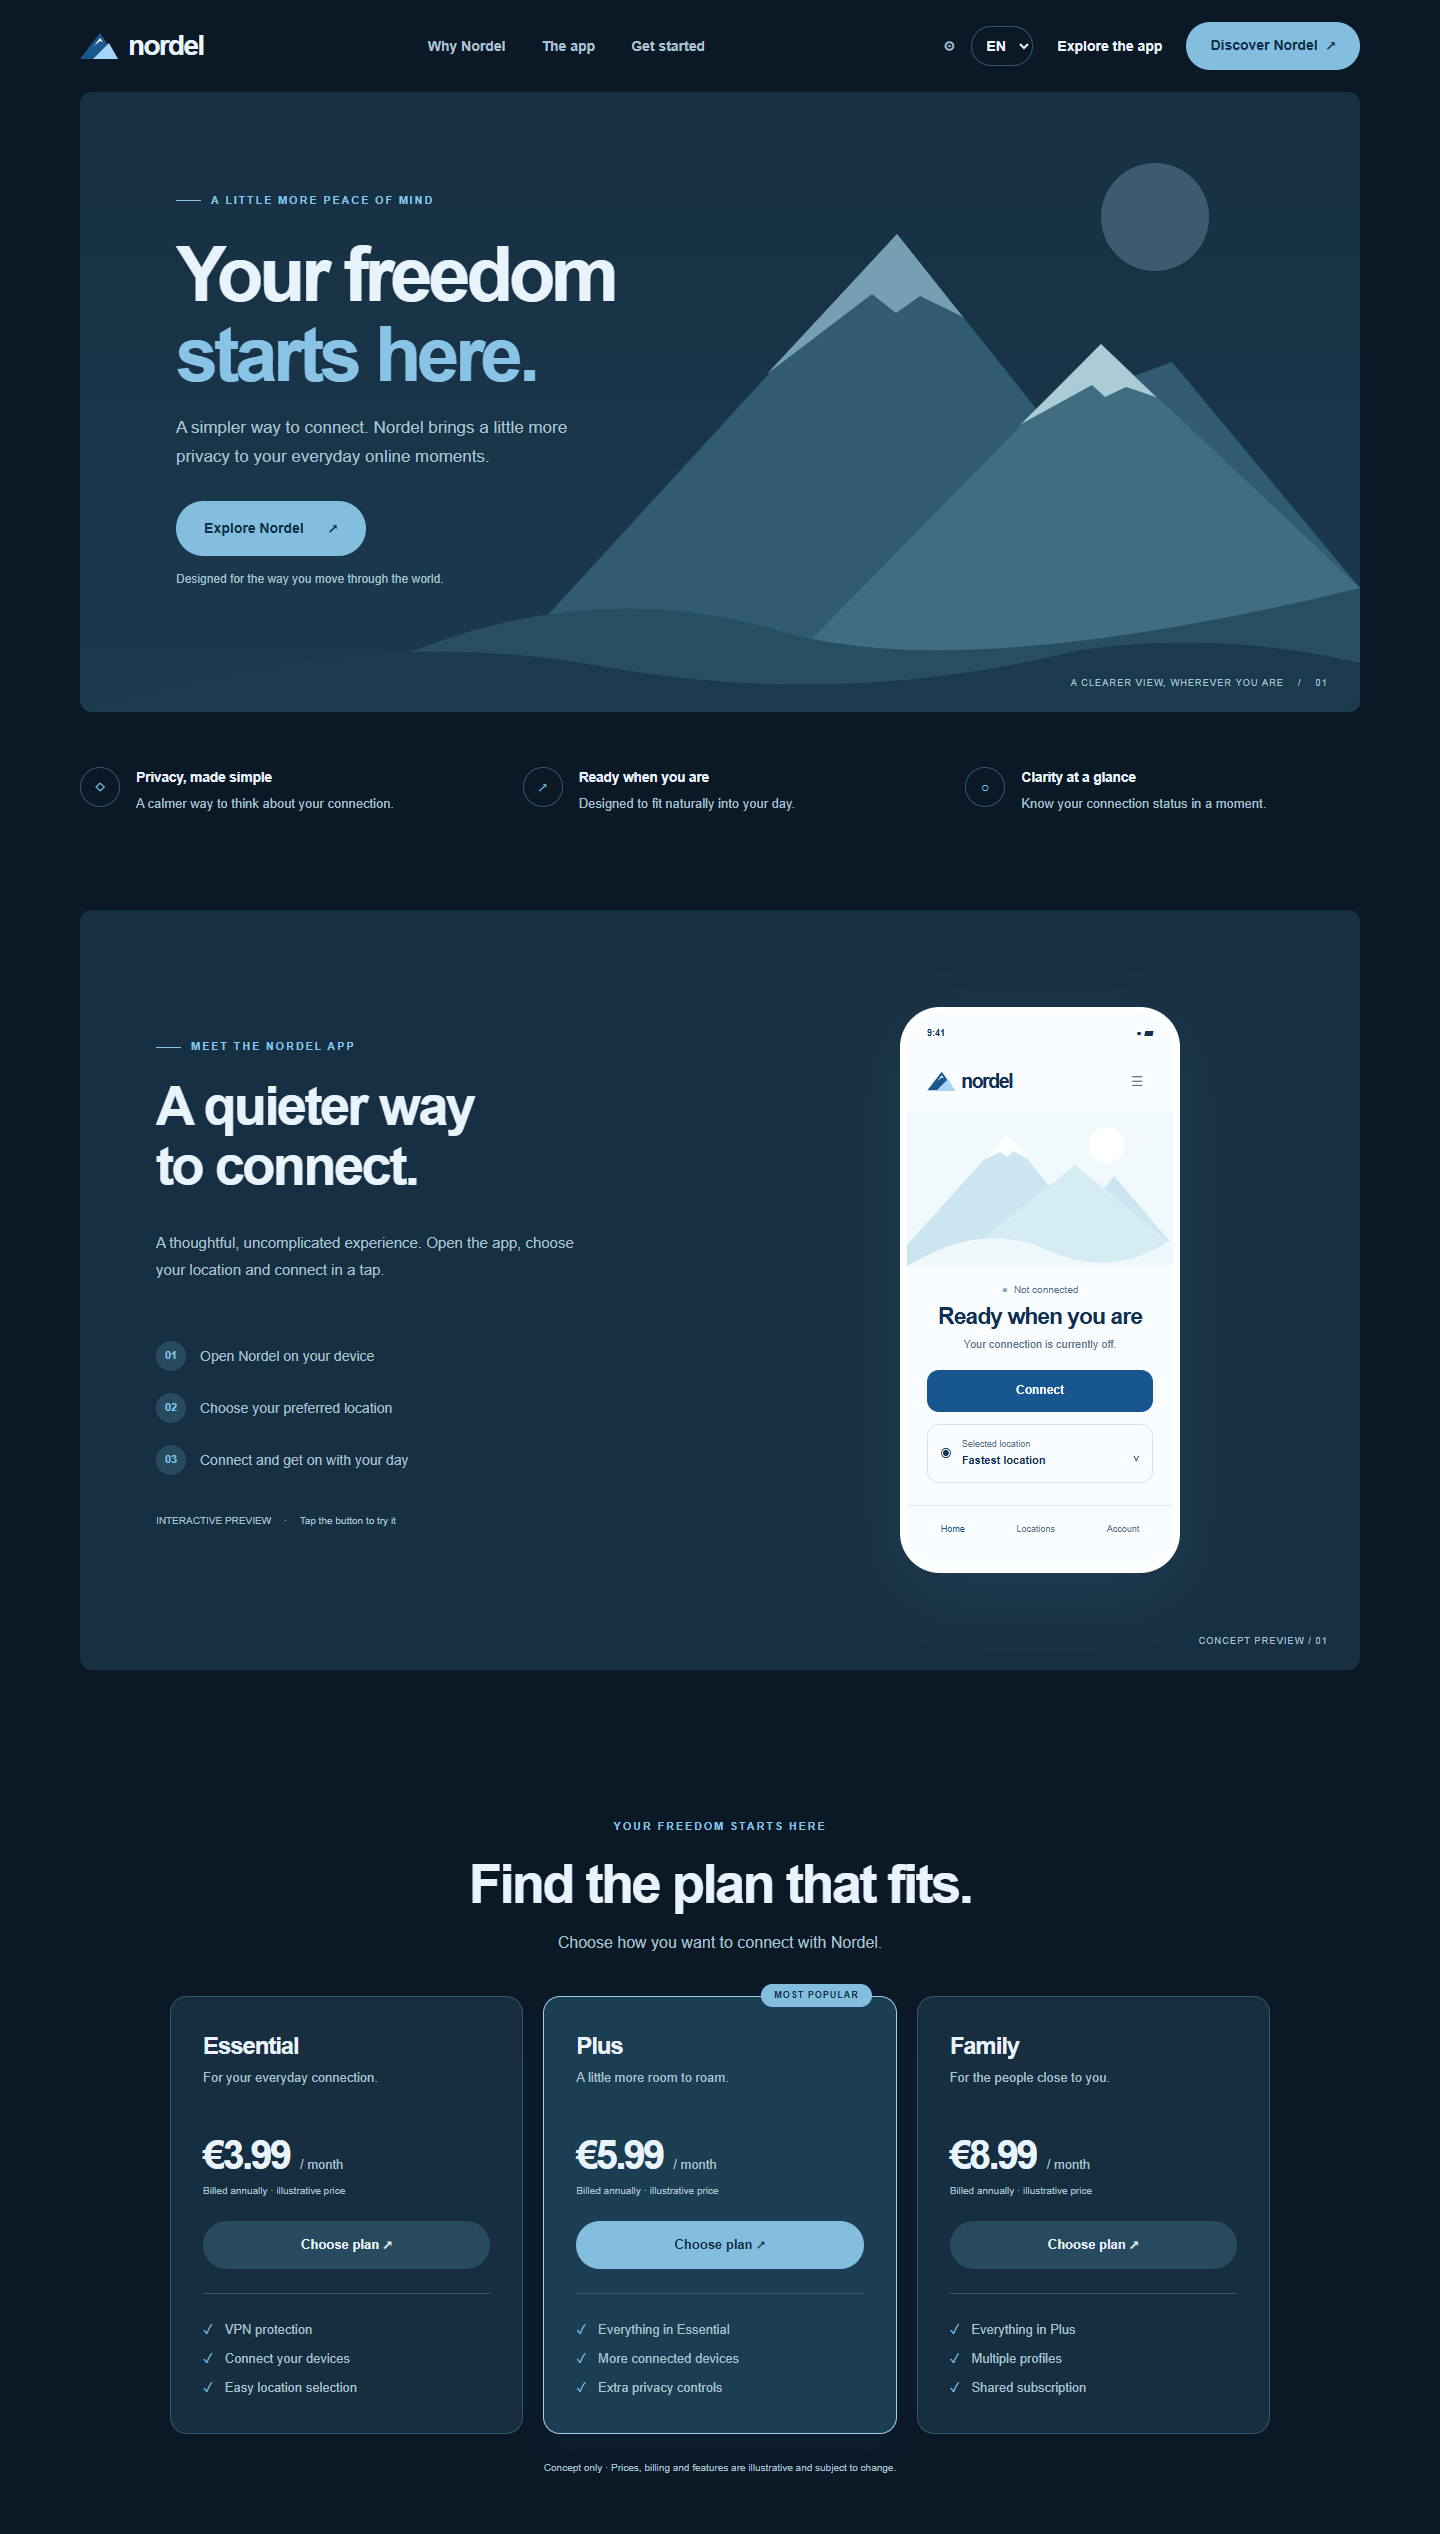 nordel
Why Nordel
The app
Get started
EN
Explore the app
Discover Nordel ↗
A LITTLE MORE PEACE OF MIND
Your freedom
starts here.
A simpler way to connect. Nordel brings a little more
privacy to your everyday online moments.
Explore Nordel ↗
Designed for the way you move through the world.
A CLEARER VIEW, WHEREVER YOU ARE / 01
Privacy, made simple
A calmer way to think about your connection.
Ready when you are
Designed to fit naturally into your day.
Clarity at a glance
Know your connection status in a moment.
MEET THE NORDEL APP
A quieter way
to connect.
A thoughtful, uncomplicated experience. Open the app, choose
your location and connect in a tap.
01 Open Nordel on your device
02 Choose your preferred location
03 Connect and get on with your day
INTERACTIVE PREVIEW · Tap the button to try it
9:41
nordel
Not connected
Ready when you are
Your connection is currently off.
Connect
Selected location
Fastest location
Home
Locations
Account
CONCEPT PREVIEW / 01
YOUR FREEDOM STARTS HERE
Find the plan that fits.
Choose how you want to connect with Nordel.
Essential
For your everyday connection.
€3.99 / month
Billed annually · illustrative price
Choose plan ↗
✓ VPN protection
✓ Connect your devices
✓ Easy location selection
MOST POPULAR
Plus
A little more room to roam.
€5.99 / month
Billed annually · illustrative price
Choose plan ↗
✓ Everything in Essential
✓ More connected devices
✓ Extra privacy controls
Family
For the people close to you.
€8.99 / month
Billed annually · illustrative price
Choose plan ↗
✓ Everything in Plus
✓ Multiple profiles
✓ Shared subscription
Concept only · Prices, billing and features are illustrative and subject to change.